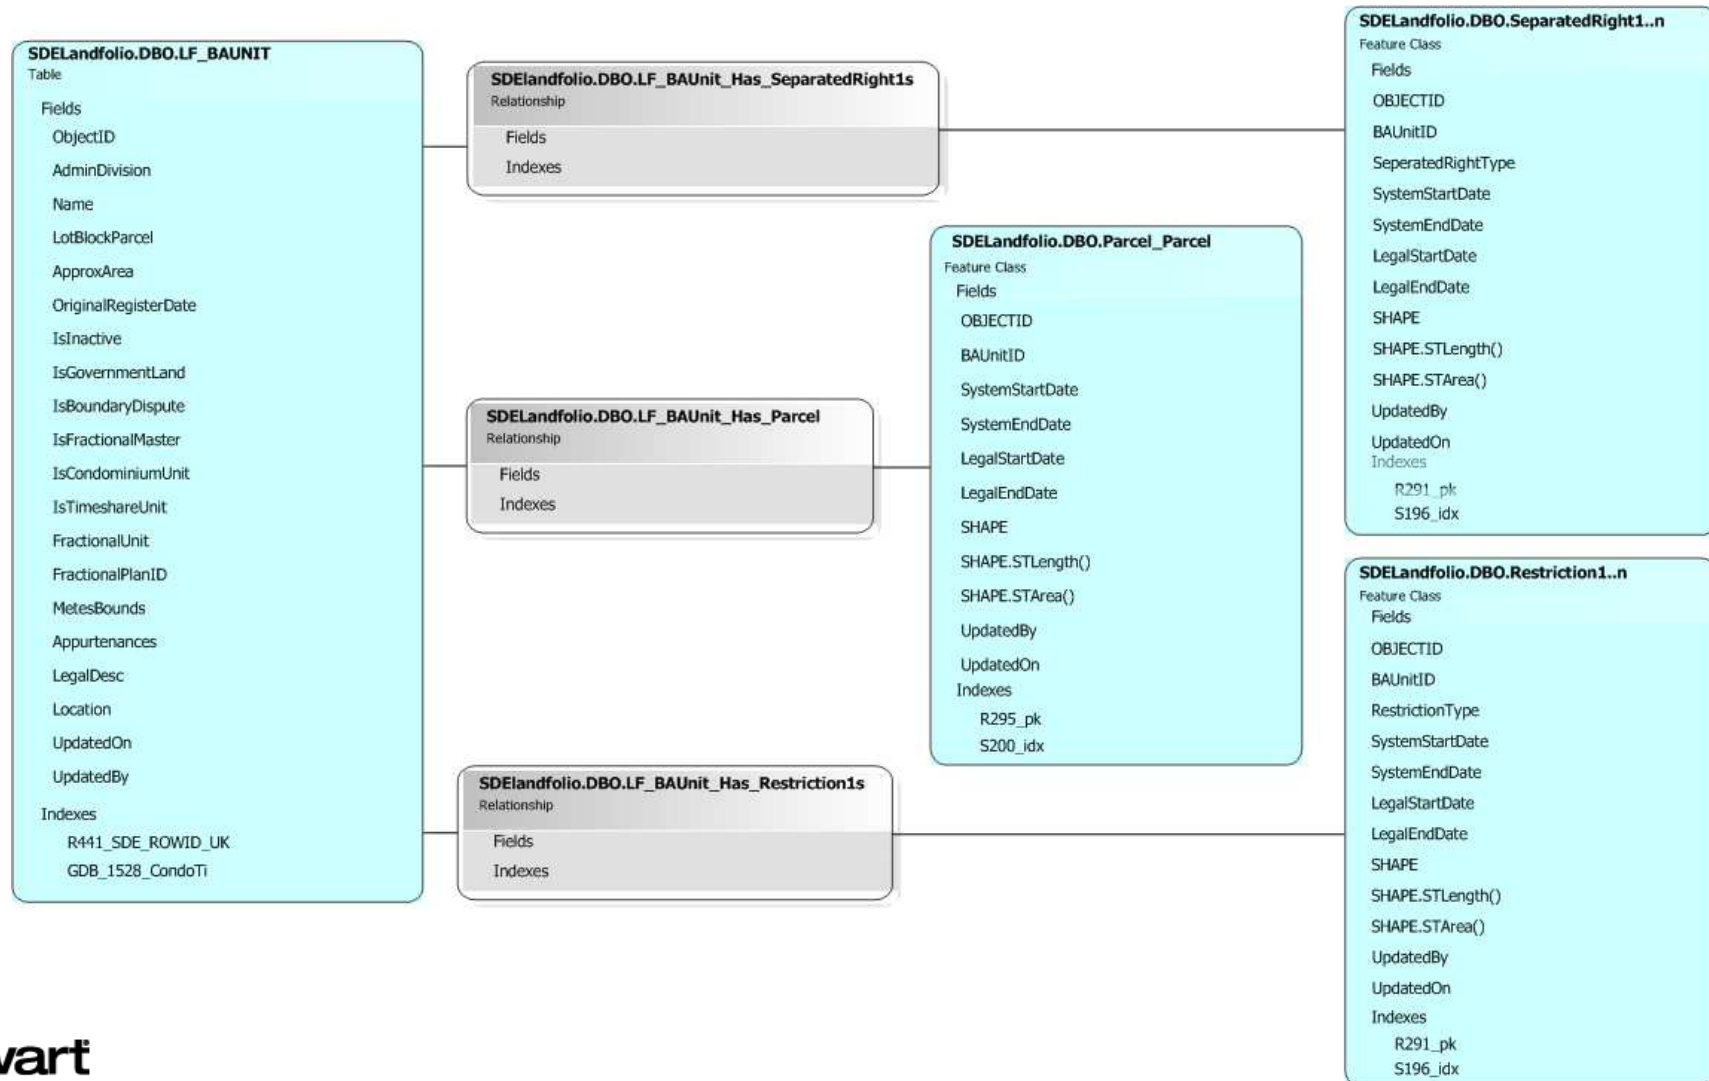 SDELandfolio.DBO.LF_BAUNIT
Table
Fields
ObjectID
AdminDivision
Name
LotBlockParcel
ApproxArea
OriginalRegisterDate
IsInactive
IsGovernmentLand
IsBoundaryDispute
IsFractionalMaster
IsCondominiumUnit
IsTimeshareUnit
FractionalUnit
FractionalPlanID
MetesBounds
Appurtenances
LegalDesc
Location
UpdatedOn
UpdatedBy
Indexes
R441_SDE_ROWID_UK
GDB_1528_CondoTi
SDElandfolio.DBO.LF_BAUnit_Has_SeparatedRight1s
Relationship
Fields
Indexes
SDELandfolio.DBO.LF_BAUnit_Has_Parcel
Relationship
Fields
Indexes
SDElandfolio.DBO.LF_BAUnit_Has_Restriction1s
Relationship
Fields
Indexes
SDELandfolio.DBO.Parcel_Parcel
Feature Class
Fields
OBJECTID
BAUnitID
SystemStartDate
SystemEndDate
LegalStartDate
LegalEndDate
SHAPE
SHAPE.STLength()
SHAPE.STArea()
UpdatedBy
UpdatedOn
Indexes
R295_pk
S200_idx
SDELandfolio.DBO.SeparatedRight1..n
Feature Class
Fields
OBJECTID
BAUnitID
SeperatedRightType
SystemStartDate
SystemEndDate
LegalStartDate
LegalEndDate
SHAPE
SHAPE.STLength()
SHAPE.STArea()
UpdatedBy
UpdatedOn
Indexes
R291_pk
S196_idx
SDELandfolio.DBO.Restriction1..n
Feature Class
Fields
OBJECTID
BAUnitID
RestrictionType
SystemStartDate
SystemEndDate
LegalStartDate
LegalEndDate
SHAPE
SHAPE.STLength()
SHAPE.STArea()
UpdatedBy
UpdatedOn
Indexes
R291_pk
S196_idx